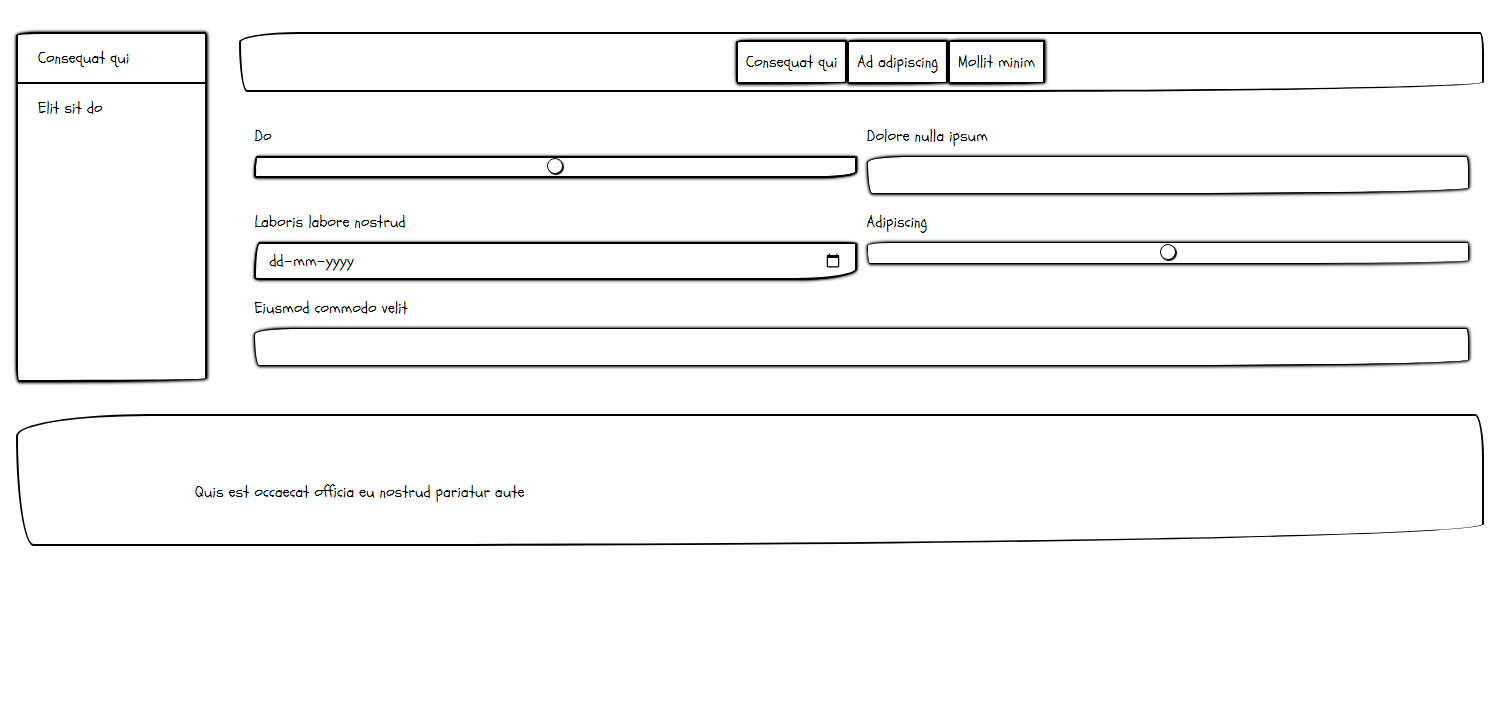 Consequat qui
Elit sit do
Consequat qui Ad adipiscing Mollit minim
Do
Dolore nulla ipsum
Laboris labore nostrud
dd-mm-yyyy
Adipiscing
Eiusmod commodo velit
Quis est occaecat officia eu nostrud pariatur aute